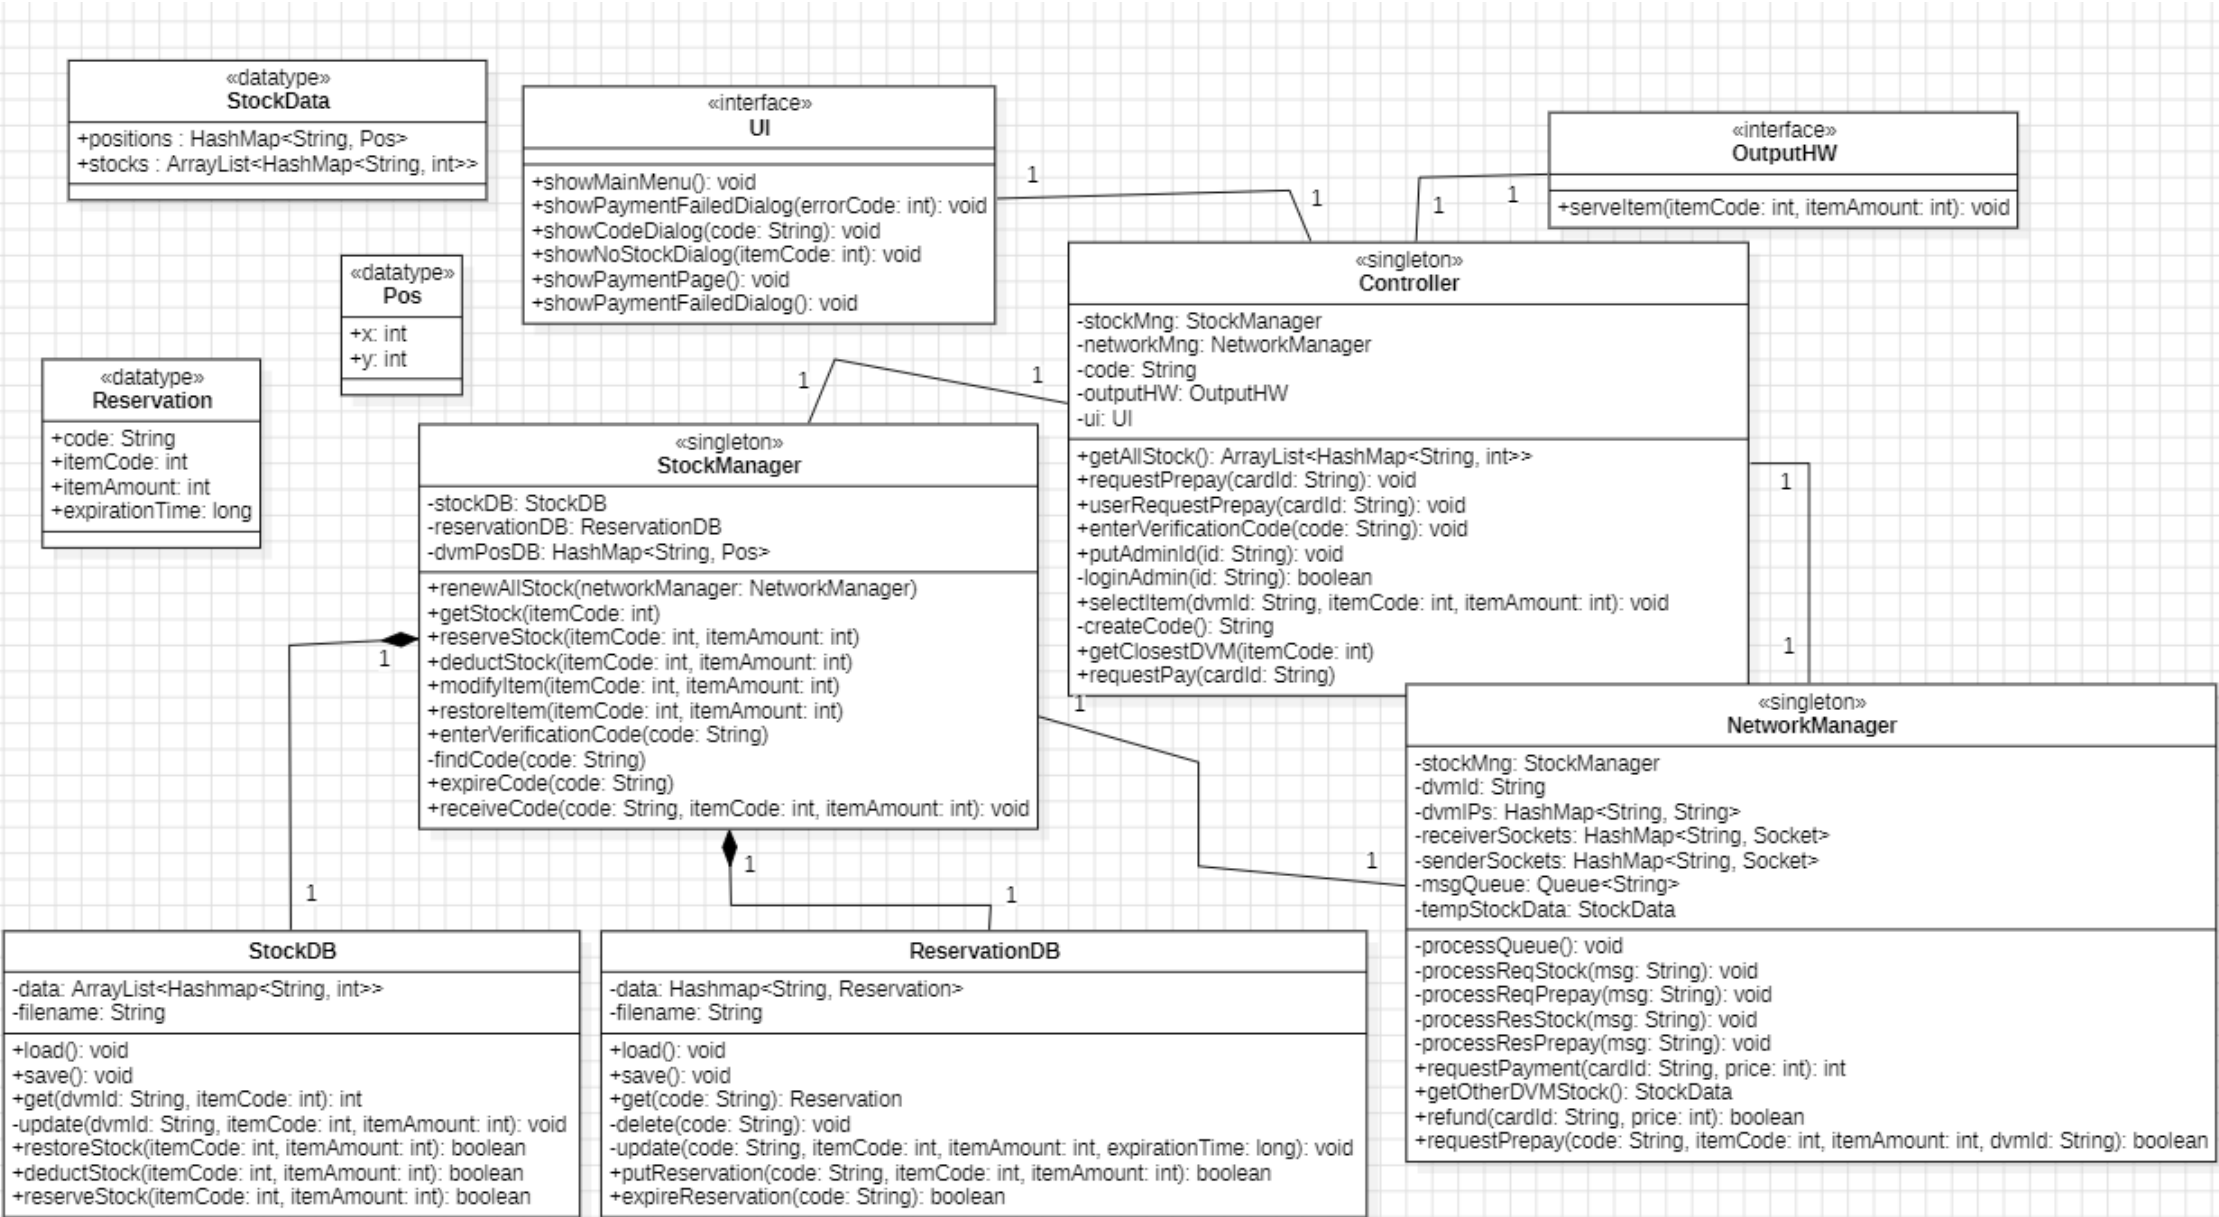 «datatype»
StockData
+positions : HashMap<String, Pos>
+stocks : ArrayList<HashMap<String, int>>
«interface»
UI
+showMainMenu(): void
+showPaymentFailedDialog(errorCode: int): void
+showCodeDialog(code: String): void
+showNoStockDialog(itemCode: int): void
+showPaymentPage(): void
+showPaymentFailedDialog(): void
1
1
1
1
«interface»
OutputHW
+serveItem(itemCode: int, itemAmount: int): void
«datatype»
Pos
+x: int
+y: int
«datatype»
Reservation
+code: String
+itemCode: int
+itemAmount: int
+expirationTime: long
1
1
«singleton»
Controller
-stockMng: StockManager
-networkMng: NetworkManager
-code: String
-outputHW: OutputHW
-ui: UI
+getAllStock(): ArrayList<HashMap<String, int>>
+requestPrepay(cardId: String): void
+userRequestPrepay(cardId: String): void
+enterVerificationCode(code: String): void
+putAdminId(id: String): void
-loginAdmin(id: String): boolean
+selectItem(dvmId: String, itemCode: int, itemAmount: int): void
-createCode(): String
+getClosestDVM(itemCode: int)
+requestPay(cardId: String)
1
1
«singleton»
StockManager
-stockDB: StockDB
-reservationDB: ReservationDB
-dvmPosDB: HashMap<String, Pos>
+renewAllStock(networkManager: NetworkManager)
+getStock(itemCode: int)
+reserveStock(itemCode: int, itemAmount: int)
+deductStock(itemCode: int, itemAmount: int)
+modifyItem(itemCode: int, itemAmount: int)
+restoreItem(itemCode: int, itemAmount: int)
+enterVerificationCode(code: String)
-findCode(code: String)
+expireCode(code: String)
+receiveCode(code: String, itemCode: int, itemAmount: int): void
1
1
1
1
1
1
«singleton»
NetworkManager
-stockMng: StockManager
-dvmId: String
-dvmIPs: HashMap<String, String>
-receiverSockets: HashMap<String, Socket>
-senderSockets: HashMap<String, Socket>
-msgQueue: Queue<String>
-tempStockData: StockData
-processQueue(): void
-processReqStock(msg: String): void
-processReqPrepay(msg: String): void
-processResStock(msg: String): void
-processResPrepay(msg: String): void
+requestPayment(cardId: String, price: int): int
+getOtherDVMStock(): StockData
+refund(cardId: String, price: int): boolean
+requestPrepay(code: String, itemCode: int, itemAmount: int, dvmId: String): boolean
StockDB
-data: ArrayList<Hashmap<String, int>>
-filename: String
+load(): void
+save(): void
+get(dvmId: String, itemCode: int): int
-update(dvmId: String, itemCode: int, itemAmount: int): void
+restoreStock(itemCode: int, itemAmount: int): boolean
+deductStock(itemCode: int, itemAmount: int): boolean
+reserveStock(itemCode: int, itemAmount: int): boolean
ReservationDB
-data: Hashmap<String, Reservation>
-filename: String
+load(): void
+save(): void
+get(code: String): Reservation
-delete(code: String): void
-update(code: String, itemCode: int, itemAmount: int, expirationTime: long): void
+putReservation(code: String, itemCode: int, itemAmount: int): boolean
+expireReservation(code: String): boolean